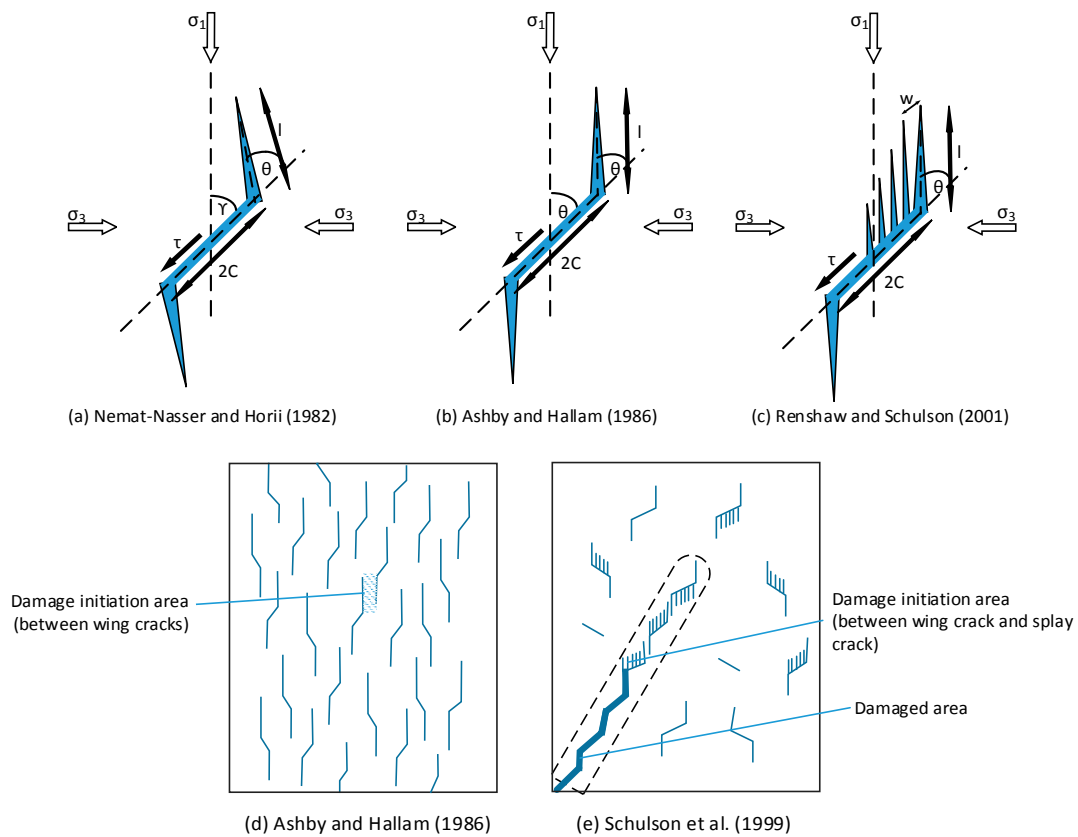 σ1
σ3
σ3
τ
ϒ
θ
l
2C
(a) Nemat-Nasser and Horii (1982)
σ1
σ3
σ3
τ
θ
θ
l
2C
(b) Ashby and Hallam (1986)
σ1
σ3
σ3
τ
w
θ
l
2C
(c) Renshaw and Schulson (2001)
Damage initiation area
(between wing cracks)
(d) Ashby and Hallam (1986)
Damage initiation area
(between wing crack and splay
crack)
Damaged area
(e) Schulson et al. (1999)